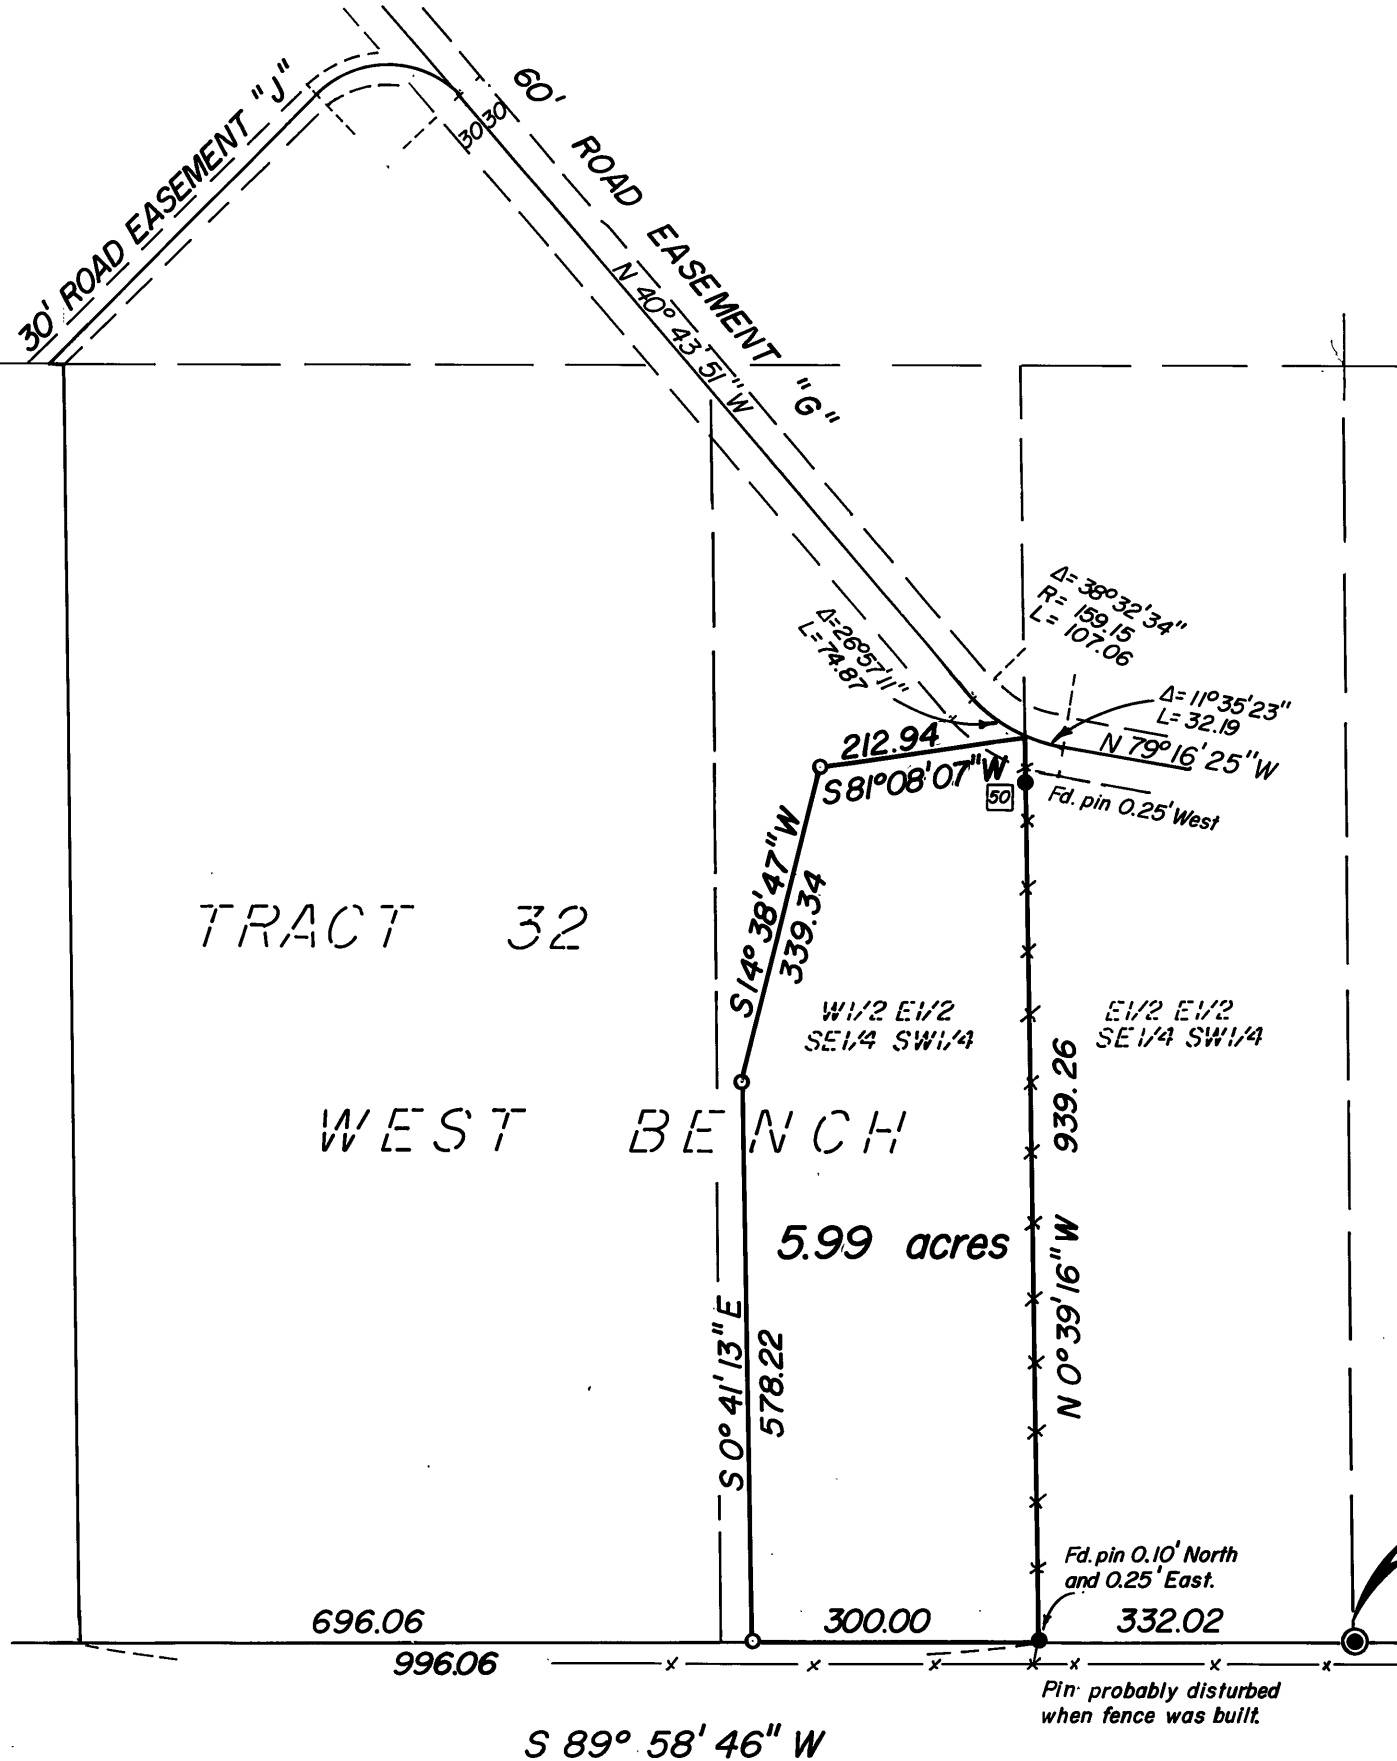 30' ROAD EASEMENT "J"
60' ROAD EASEMENT "G"
30 30
N 40° 43' 51" W
Δ= 38° 32' 34"
R= 159.15
L= 107.06
Δ= 26° 57' 11"
L= 74.87
Δ= 11° 35' 23"
L= 32.19
N 79° 16' 25" W
212.94
S 81° 08' 07" W
50
Fd. pin 0.25' West
S 14° 38' 47" W
339.34
TRACT 32
W1/2 E1/2
SE1/4 SW1/4
E1/2 E1/2
SE1/4 SW1/4
939.26
WEST BENCH
5.99 acres
N 0° 39' 16" W
S 0° 41' 13" E
578.22
Fd. pin 0.10' North
and 0.25' East.
696.06
300.00
332.02
996.06
Pin probably disturbed
when fence was built.
S 89° 58' 46" W